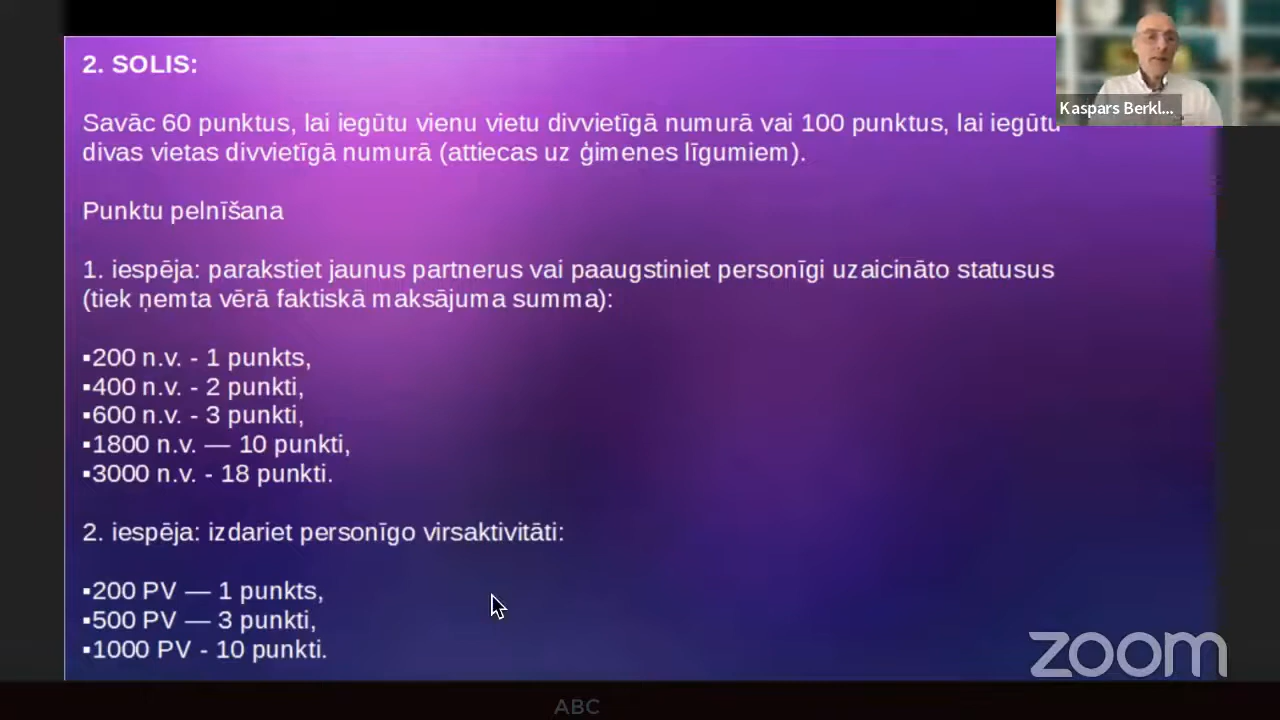 2. SOLIS:
Savāc 60 punktus, lai iegūtu vienu vietu divvietīgā numurā vai 100 punktus, lai iegūtu
divas vietas divvietīgā numurā (attiecas uz ģimenes līgumiem).
Punktu pelnīšana
1. iespēja: parakstiet jaunus partnerus vai paaugstiniet personīgi uzaicināto statusus
(tiek ņemta vērā faktiskā maksājuma summa):
▪200 n.v. - 1 punkts,
▪400 n.v. - 2 punkti,
▪600 n.v. - 3 punkti,
▪1800 n.v. — 10 punkti,
▪3000 n.v. - 18 punkti.
2. iespēja: izdariet personīgo virsaktivitāti:
▪200 PV — 1 punkts,
▪500 PV — 3 punkti,
▪1000 PV - 10 punkti.
Kaspars Berkl...
zoom
ABC